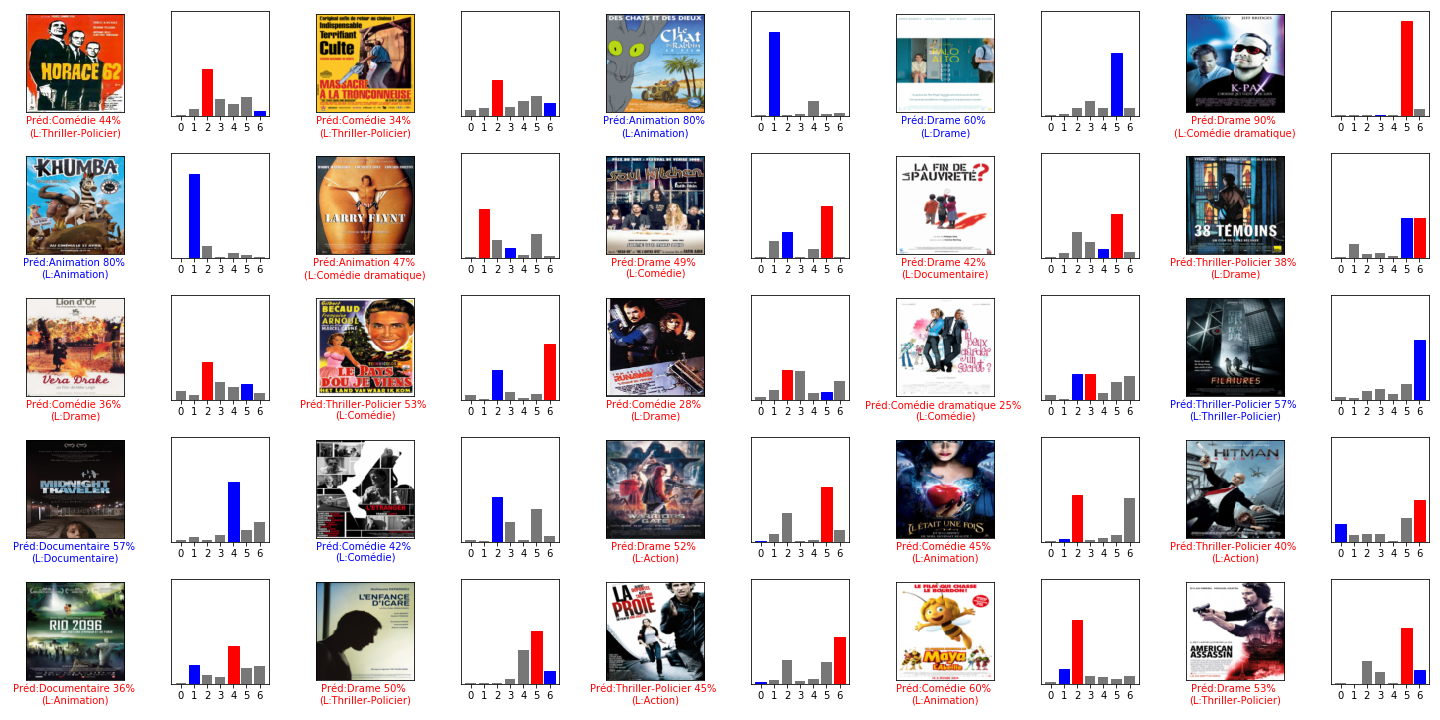 HORACE 62
Préd:Comédie 44%
(L:Thriller-Policier)
0 1 2 3 4 5 6
L'original culte de retour au cinéma !
Indispensable
Terrifiant
Culte
MASSACRE
À LA TRONÇONNEUSE
Préd:Comédie 34%
(L:Thriller-Policier)
0 1 2 3 4 5 6
DES CHATS ET DES DIEUX
Le
Chat
du Rabbin
LE FILM
Préd:Animation 80%
(L:Animation)
0 1 2 3 4 5 6
PALO
ALTO
Préd:Drame 60%
(L:Drame)
0 1 2 3 4 5 6
JEFF BRIDGES
K-PAX
Préd:Drame 90%
(L:Comédie dramatique)
0 1 2 3 4 5 6
KHUMBA
Préd:Animation 80%
(L:Animation)
0 1 2 3 4 5 6
LARRY FLYNT
Préd:Animation 47%
(L:Comédie dramatique)
0 1 2 3 4 5 6
Soul Kitchen
Préd:Drame 49%
(L:Comédie)
0 1 2 3 4 5 6
LA FIN DE
LA PAUVRETÉ?
Préd:Drame 42%
(L:Documentaire)
0 1 2 3 4 5 6
38 TÉMOINS
Préd:Thriller-Policier 38%
(L:Drame)
0 1 2 3 4 5 6
Lion d'Or
Vera Drake
Préd:Comédie 36%
(L:Drame)
0 1 2 3 4 5 6
Gilbert
BECAUD
Françoise
ARNOUL
MARCEL CARNÉ
LE PAYS
D'OÙ JE VIENS
HET LAND VAN WAAR IK KOM
Préd:Thriller-Policier 53%
(L:Comédie)
0 1 2 3 4 5 6
RUNAWAY
Préd:Comédie 28%
(L:Drame)
0 1 2 3 4 5 6
tu
peux
garder
un
secret ?
Préd:Comédie dramatique 25%
(L:Comédie)
0 1 2 3 4 5 6
FILATURES
Préd:Thriller-Policier 57%
(L:Thriller-Policier)
0 1 2 3 4 5 6
MIDNIGHT
TRAVELER
Préd:Documentaire 57%
(L:Documentaire)
0 1 2 3 4 5 6
L'ETRANGER
Préd:Comédie 42%
(L:Comédie)
0 1 2 3 4 5 6
WARRIORS
GATE
Préd:Drame 52%
(L:Action)
0 1 2 3 4 5 6
IL ÉTAIT UNE FOIS
Préd:Comédie 45%
(L:Animation)
0 1 2 3 4 5 6
HITMAN
AGENT 47
Préd:Thriller-Policier 40%
(L:Action)
0 1 2 3 4 5 6
RIO 2096
Préd:Documentaire 36%
(L:Animation)
0 1 2 3 4 5 6
L'ENFANCE
D'ICARE
Préd:Drame 50%
(L:Thriller-Policier)
0 1 2 3 4 5 6
LA
PROIE
Préd:Thriller-Policier 45%
(L:Action)
0 1 2 3 4 5 6
LE FILM QUI CHASSE
LE BOURDON !
Maya
l'Abeille
Préd:Comédie 60%
(L:Animation)
0 1 2 3 4 5 6
AMERICAN
ASSASSIN
Préd:Drame 53%
(L:Thriller-Policier)
0 1 2 3 4 5 6